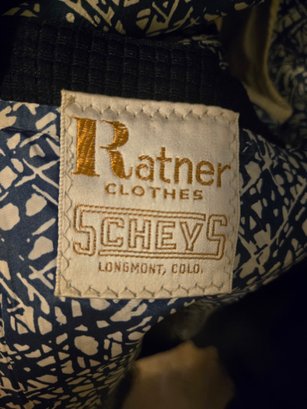 Ratner
CLOTHES
SCHEYS
LONGMONT, COLO.